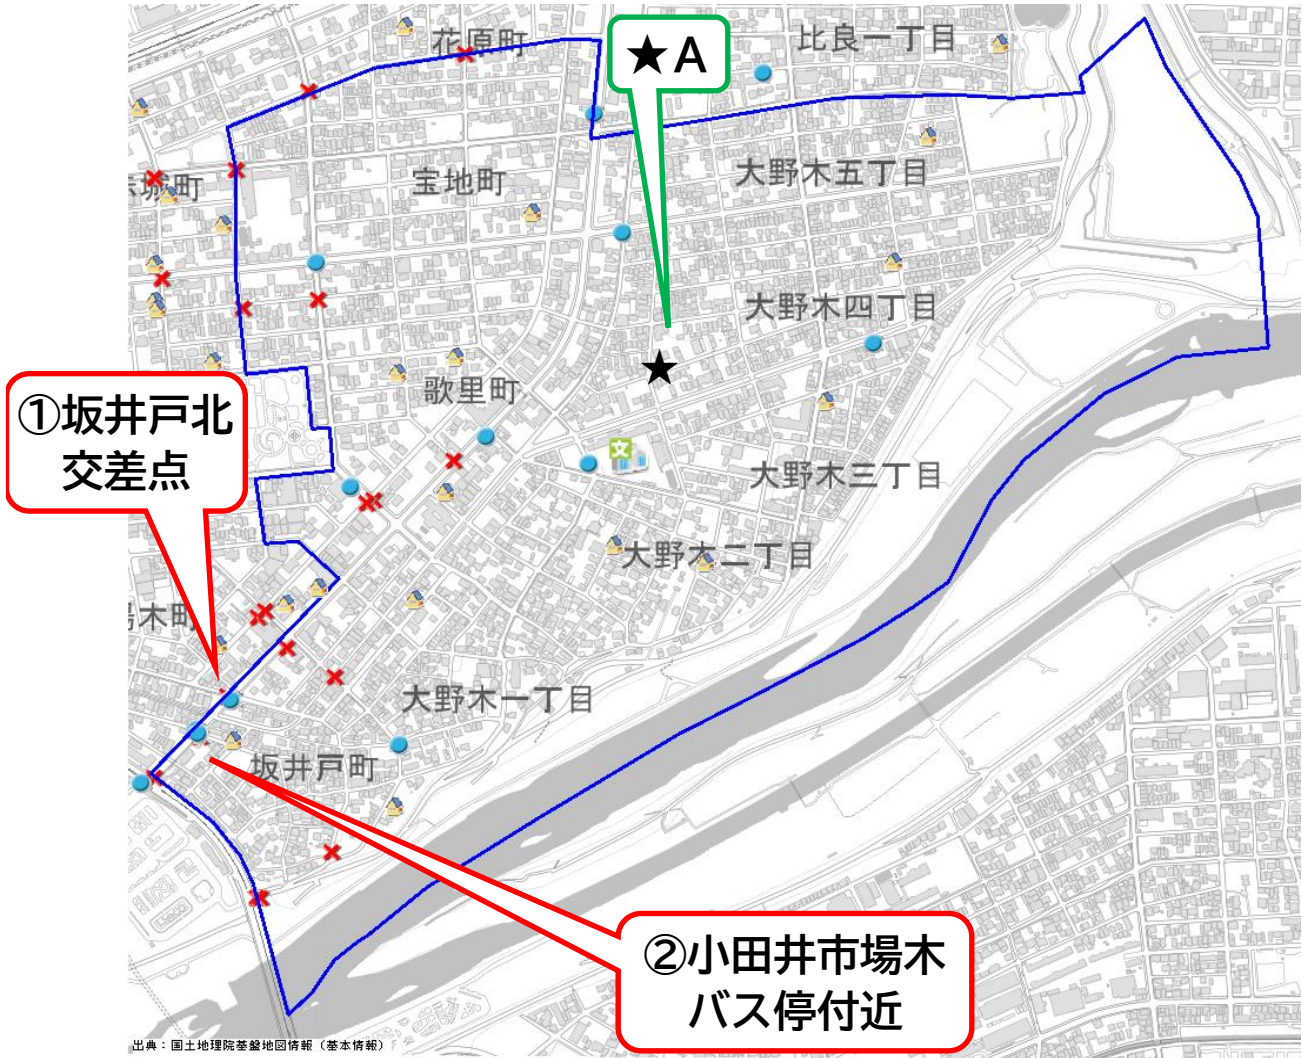 花原町
★A
比良一丁目
大野木五丁目
宝地町
町
大野木四丁目
歌里町
①坂井戸北
交差点
文
大野木三丁目
大野木二丁目
木町
大野木一丁目
坂井戸町
②小田井市場木
バス停付近
出典：国土地理院基盤地図情報（基本情報）